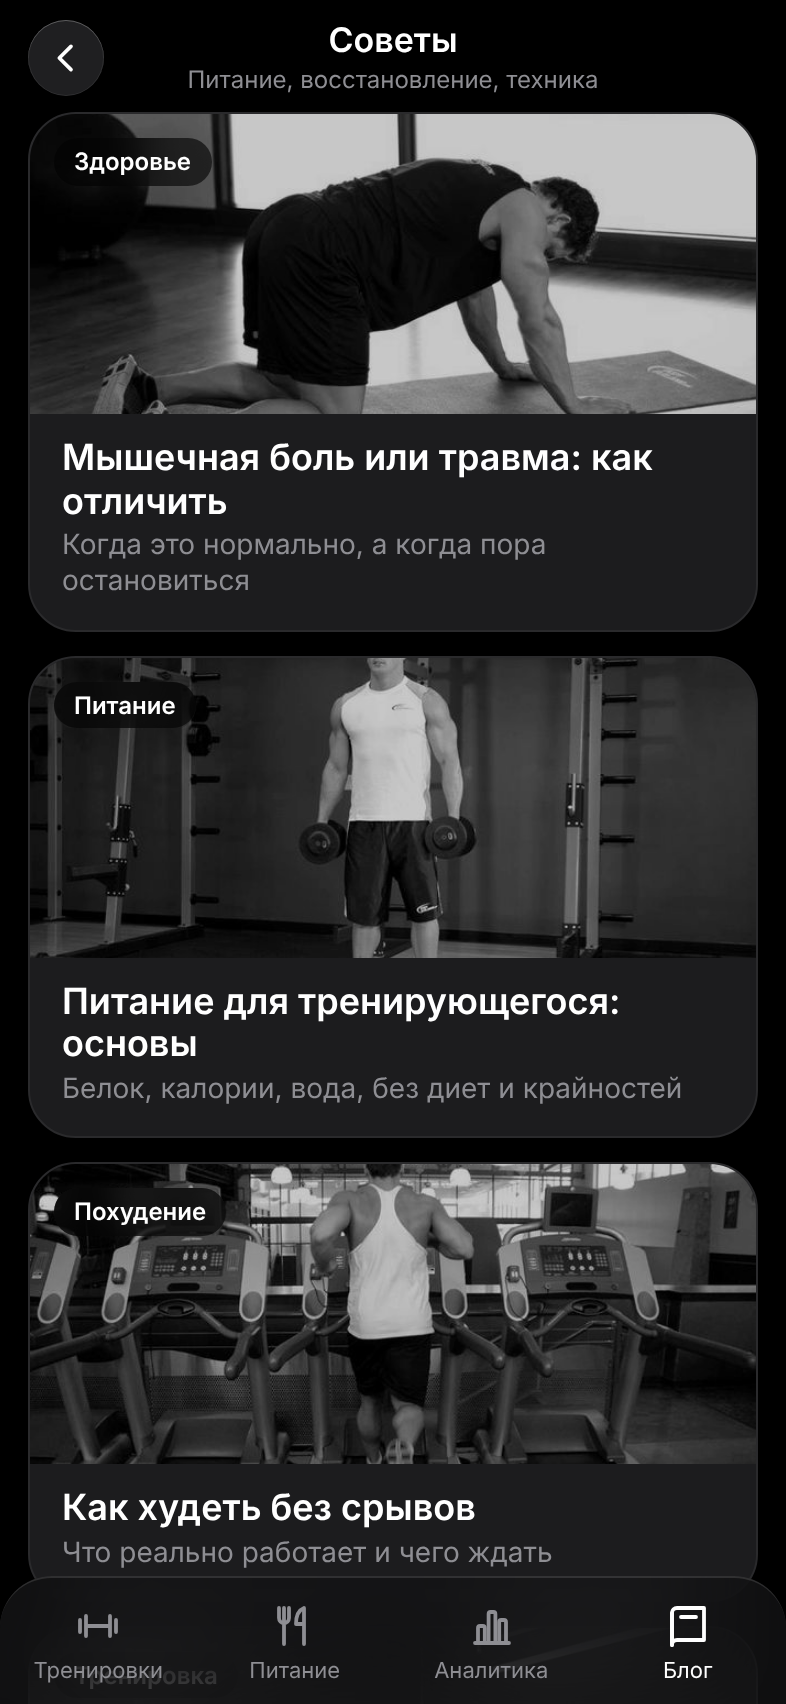 Советы
Питание, восстановление, техника
Здоровье
Мышечная боль или травма: как
отличить
Когда это нормально, а когда пора
остановиться
Питание
Питание для тренирующегося:
основы
Белок, калории, вода, без диет и крайностей
Похудение
Как худеть без срывов
Что реально работает и чего ждать
Тренировка
Тренировки
Питание
Аналитика
Блог